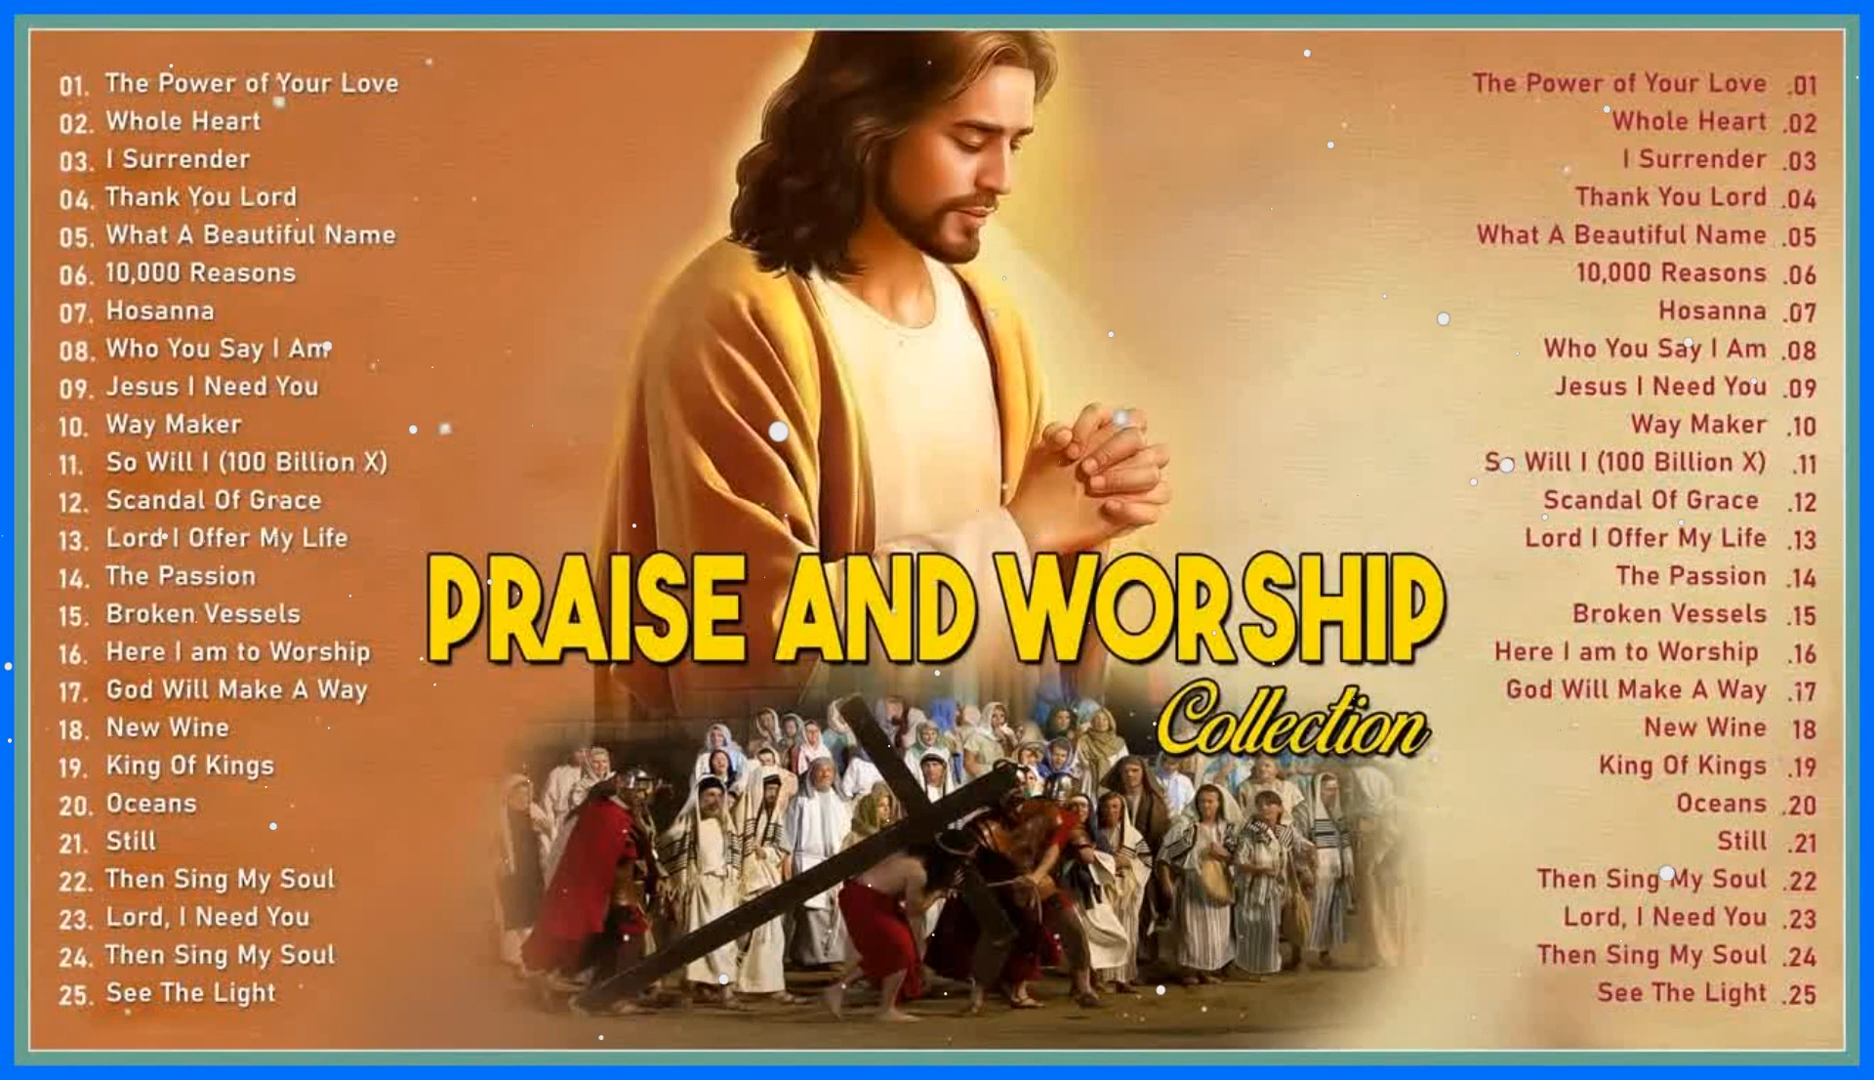 01. The Power of Your Love
02. Whole Heart
03. I Surrender
04. Thank You Lord
05. What A Beautiful Name
06. 10,000 Reasons
07. Hosanna
08. Who You Say I Am
09. Jesus I Need You
10. Way Maker
11. So Will I (100 Billion X)
12. Scandal Of Grace
13. Lord I Offer My Life
14. The Passion
15. Broken Vessels
16. Here I am to Worship
17. God Will Make A Way
18. New Wine
19. King Of Kings
20. Oceans
21. Still
22. Then Sing My Soul
23. Lord, I Need You
24. Then Sing My Soul
25. See The Light
PRAISE AND WORSHIP
Collection
The Power of Your Love .01
Whole Heart .02
I Surrender .03
Thank You Lord .04
What A Beautiful Name .05
10,000 Reasons .06
Hosanna .07
Who You Say I Am .08
Jesus I Need You .09
Way Maker .10
So Will I (100 Billion X) .11
Scandal Of Grace .12
Lord I Offer My Life .13
The Passion .14
Broken Vessels .15
Here I am to Worship .16
God Will Make A Way .17
New Wine 18
King Of Kings .19
Oceans .20
Still .21
Then Sing My Soul .22
Lord, I Need You .23
Then Sing My Soul .24
See The Light .25